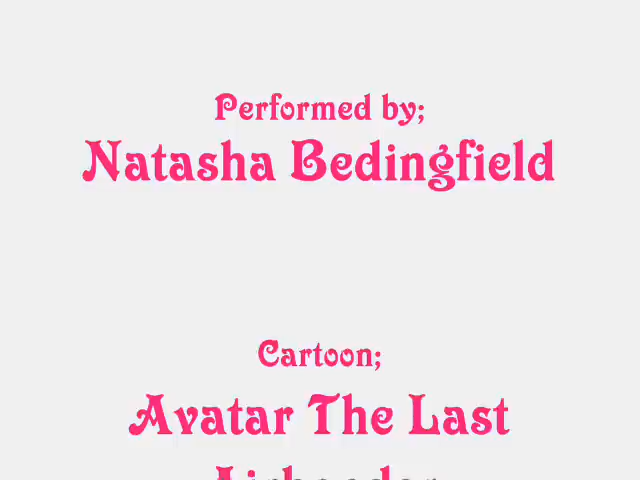 Performed by;
Natasha Bedingfield
Cartoon;
Avatar The Last